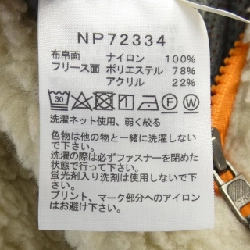 NP72334
布帛面 ナイロン 100%
フリース面 ポリエステル 78%
アクリル 22%
洗濯ネット使用、弱く絞る
色物は他の物と一緒に洗濯しない
で下さい。
洗濯の際は必ずファスナーを閉めた
状態で行って下さい。
蛍光剤入り洗剤は使用しないで
下さい。
プリント、マーク部分へのアイロン
はお避け下さい。